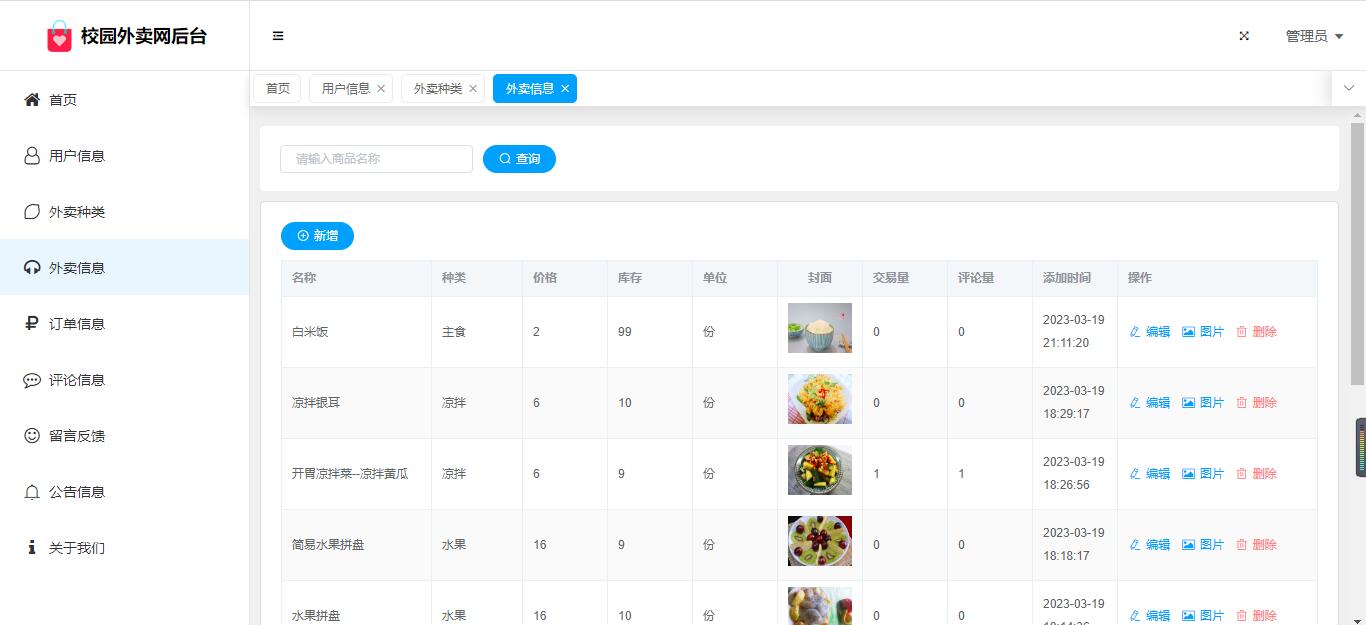 校园外卖网后台
管理员
首页
用户信息
外卖种类
外卖信息
订单信息
评论信息
留言反馈
公告信息
关于我们
首页 用户信息 外卖种类 外卖信息
请输入商品名称 查询
新增
名称 种类 价格 库存 单位 封面 交易量 评论量 添加时间 操作
白米饭 主食 2 99 份 0 0 2023-03-19 21:11:20 编辑 图片 删除
凉拌银耳 凉拌 6 10 份 0 0 2023-03-19 18:29:17 编辑 图片 删除
开胃凉拌菜--凉拌黄瓜 凉拌 6 9 份 1 1 2023-03-19 18:26:56 编辑 图片 删除
简易水果拼盘 水果 16 9 份 0 0 2023-03-19 18:18:17 编辑 图片 删除
水果拼盘 水果 16 10 份 0 0 2023-03-19 编辑 图片 删除